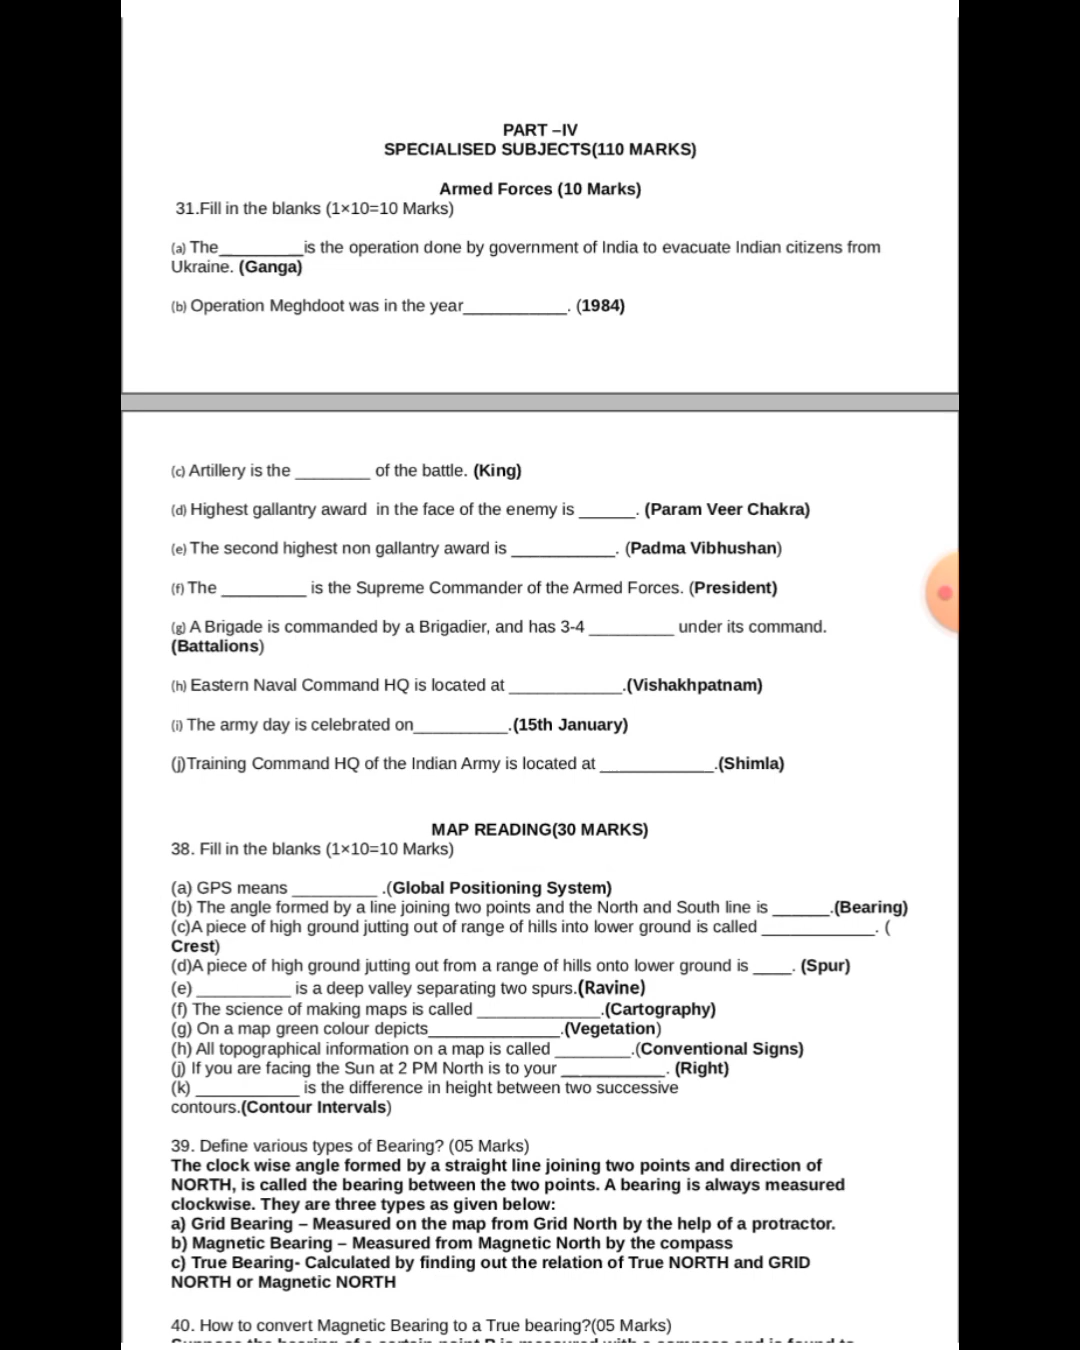 PART –IV
SPECIALISED SUBJECTS(110 MARKS)
Armed Forces (10 Marks)
31.Fill in the blanks (1×10=10 Marks)
(a) The_________is the operation done by government of India to evacuate Indian citizens from
Ukraine. (Ganga)
(b) Operation Meghdoot was in the year___________. (1984)
(c) Artillery is the ________ of the battle. (King)
(d) Highest gallantry award in the face of the enemy is ______. (Param Veer Chakra)
(e) The second highest non gallantry award is ___________. (Padma Vibhushan)
(f) The _________ is the Supreme Commander of the Armed Forces. (President)
(g) A Brigade is commanded by a Brigadier, and has 3-4 _________ under its command.
(Battalions)
(h) Eastern Naval Command HQ is located at ____________.(Vishakhpatnam)
(i) The army day is celebrated on__________.(15th January)
(j)Training Command HQ of the Indian Army is located at ____________.(Shimla)
MAP READING(30 MARKS)
38. Fill in the blanks (1×10=10 Marks)
(a) GPS means _________ .(Global Positioning System)
(b) The angle formed by a line joining two points and the North and South line is ______.(Bearing)
(c)A piece of high ground jutting out of range of hills into lower ground is called ____________. (
Crest)
(d)A piece of high ground jutting out from a range of hills onto lower ground is ____. (Spur)
(e) __________ is a deep valley separating two spurs.(Ravine)
(f) The science of making maps is called _____________.(Cartography)
(g) On a map green colour depicts______________.(Vegetation)
(h) All topographical information on a map is called ________.(Conventional Signs)
(j) If you are facing the Sun at 2 PM North is to your ___________. (Right)
(k) ___________ is the difference in height between two successive
contours.(Contour Intervals)
39. Define various types of Bearing? (05 Marks)
The clock wise angle formed by a straight line joining two points and direction of
NORTH, is called the bearing between the two points. A bearing is always measured
clockwise. They are three types as given below:
a) Grid Bearing – Measured on the map from Grid North by the help of a protractor.
b) Magnetic Bearing – Measured from Magnetic North by the compass
c) True Bearing- Calculated by finding out the relation of True NORTH and GRID
NORTH or Magnetic NORTH
40. How to convert Magnetic Bearing to a True bearing?(05 Marks)